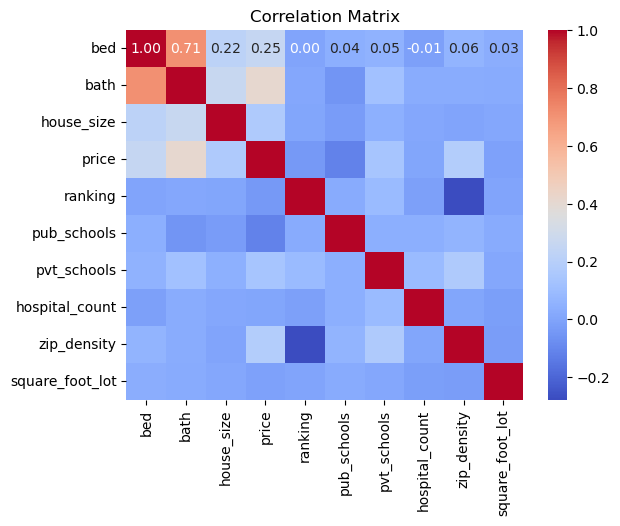 Correlation Matrix
bed 1.00 0.71 0.22 0.25 0.00 0.04 0.05 -0.01 0.06 0.03
bath
house_size
price
ranking
pub_schools
pvt_schools
hospital_count
zip_density
square_foot_lot
bed bath house_size price ranking pub_schools pvt_schools hospital_count zip_density square_foot_lot
1.0
0.8
0.6
0.4
0.2
0.0
−0.2